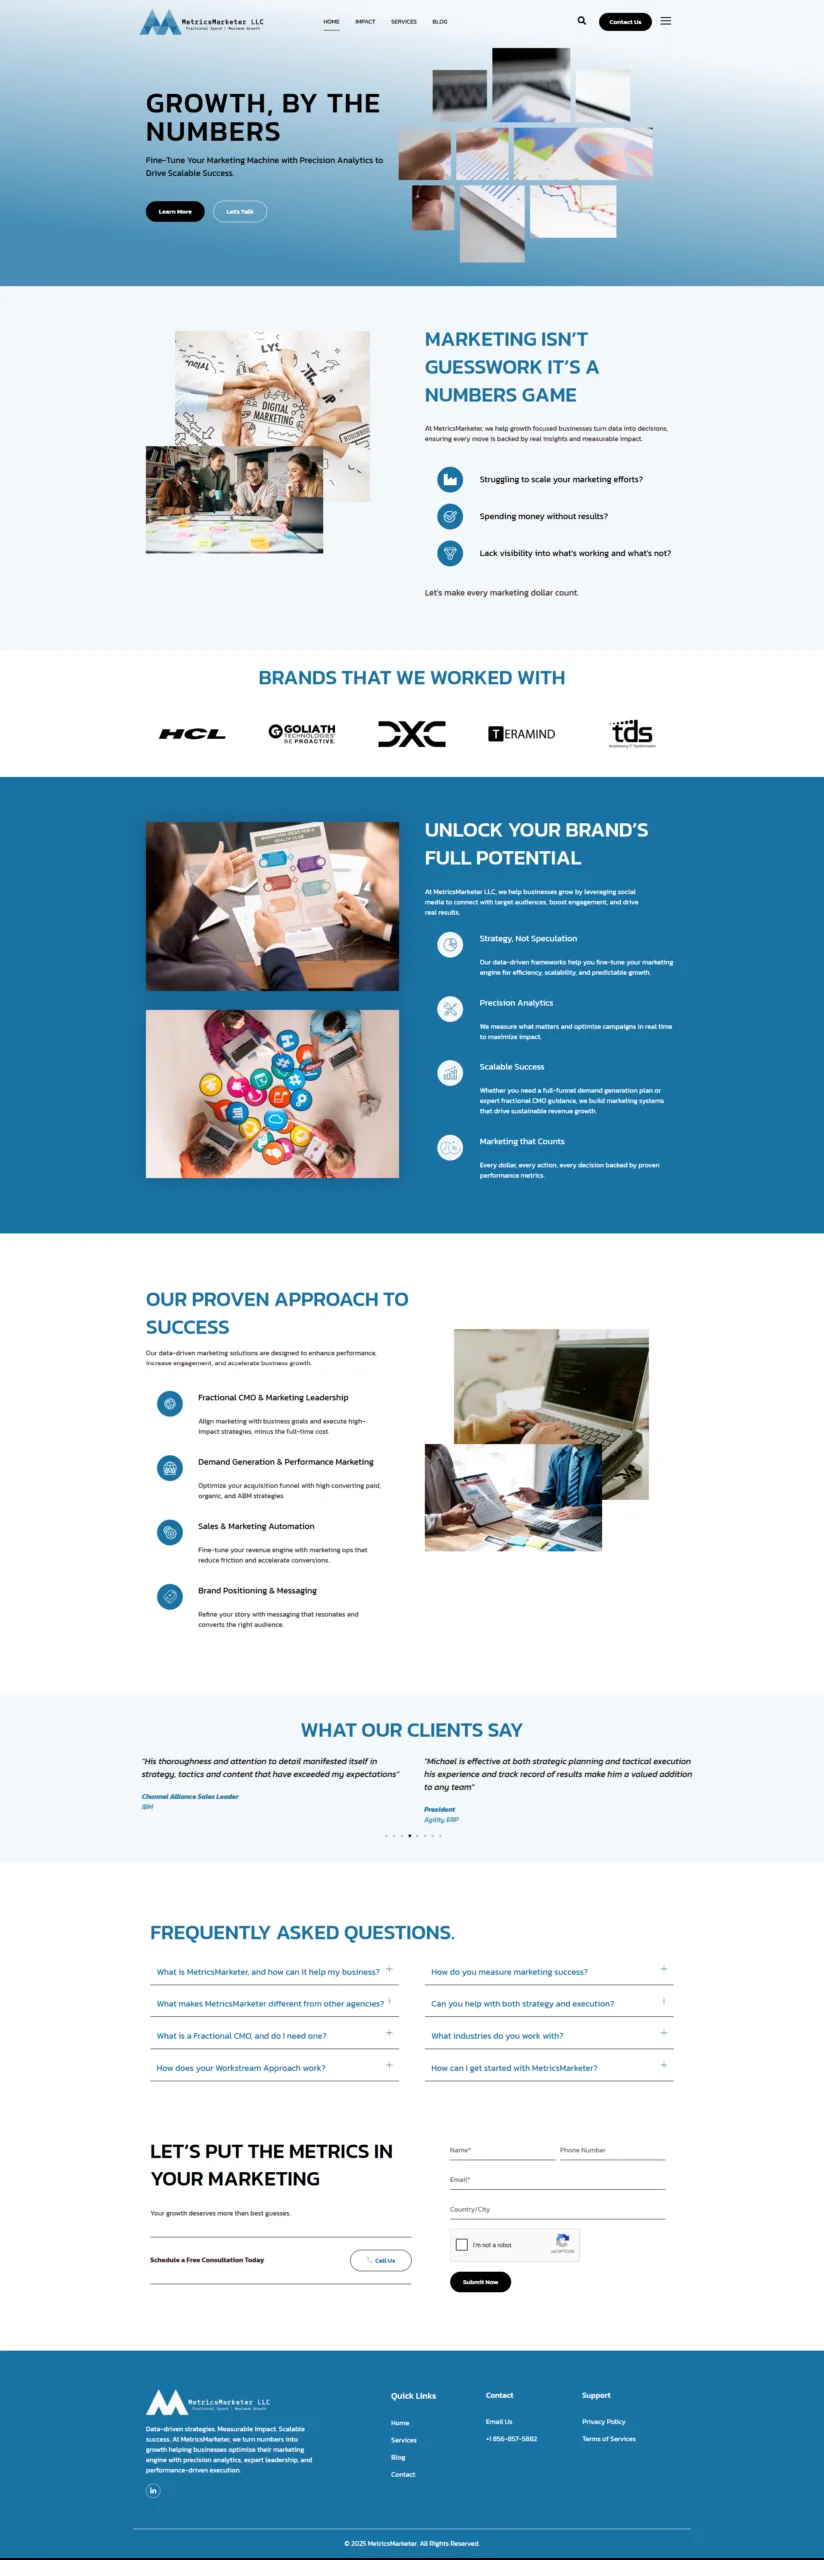 MetricsMarketer LLC
Fractional Spend | Maximum Growth
HOME
IMPACT
SERVICES
BLOG
Contact Us
GROWTH, BY THE
NUMBERS
Fine-Tune Your Marketing Machine with Precision Analytics to
Drive Scalable Success.
Learn More
Let's Talk
DIGITAL
MARKETING
MARKETING ISN'T
GUESSWORK IT'S A
NUMBERS GAME
At MetricsMarketer, we help growth focused businesses turn data into decisions,
ensuring every move is backed by real insights and measurable impact.
Struggling to scale your marketing efforts?
Spending money without results?
Lack visibility into what's working and what's not?
Let's make every marketing dollar count.
BRANDS THAT WE WORKED WITH
HCL
GOLIATH
TECHNOLOGIES
BE PROACTIVE.
DXC
TERAMIND
tds
Accelerating IT Transformation
MARKETING IDEAS FOR A
HEALTH CLUB
UNLOCK YOUR BRAND'S
FULL POTENTIAL
At MetricsMarketer LLC, we help businesses grow by leveraging social
media to connect with target audiences, boost engagement, and drive
real results.
Strategy, Not Speculation
Our data-driven frameworks help you fine-tune your marketing
engine for efficiency, scalability, and predictable growth.
Precision Analytics
We measure what matters and optimize campaigns in real time
to maximize impact.
Scalable Success
Whether you need a full-funnel demand generation plan or
expert fractional CMO guidance, we build marketing systems
that drive sustainable revenue growth.
Marketing that Counts
Every dollar, every action, every decision backed by proven
performance metrics.
OUR PROVEN APPROACH TO
SUCCESS
Our data-driven marketing solutions are designed to enhance performance,
increase engagement, and accelerate business growth.
Fractional CMO & Marketing Leadership
Align marketing with business goals and execute high-
impact strategies, minus the full-time cost.
Demand Generation & Performance Marketing
Optimize your acquisition funnel with high converting paid,
organic, and ABM strategies.
Sales & Marketing Automation
Fine-tune your revenue engine with marketing ops that
reduce friction and accelerate conversions.
Brand Positioning & Messaging
Refine your story with messaging that resonates and
converts the right audience.
WHAT OUR CLIENTS SAY
"His thoroughness and attention to detail manifested itself in
strategy, tactics and content that have exceeded my expectations"
Channel Alliance Sales Leader
IBM
"Michael is effective at both strategic planning and tactical execution
his experience and track record of results make him a valued addition
to any team"
President
Agility ERP
FREQUENTLY ASKED QUESTIONS.
What is MetricsMarketer, and how can it help my business?
What makes MetricsMarketer different from other agencies?
What is a Fractional CMO, and do I need one?
How does your Workstream Approach work?
How do you measure marketing success?
Can you help with both strategy and execution?
What industries do you work with?
How can I get started with MetricsMarketer?
LET'S PUT THE METRICS IN
YOUR MARKETING
Your growth deserves more than best guesses.
Schedule a Free Consultation Today
Call Us
Name*
Phone Number
Email*
Country/City
I'm not a robot
reCAPTCHA
Submit Now
MetricsMarketer LLC
Fractional Spend | Maximum Growth
Data-driven strategies. Measurable impact. Scalable
success. At MetricsMarketer, we turn numbers into
growth helping businesses optimize their marketing
engine with precision analytics, expert leadership, and
performance-driven execution.
Quick Links
Home
Services
Blog
Contact
Contact
Email Us
+1 856-857-5882
Support
Privacy Policy
Terms of Services
© 2025 MetricsMarketer. All Rights Reserved.